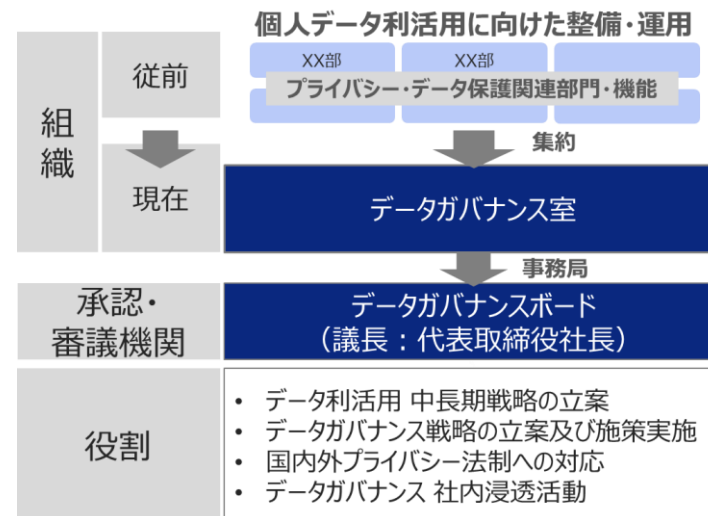 個人データ利活用に向けた整備・運用
組織
従前
XX部
XX部
プライバシー・データ保護関連部門・機能
集約
現在
データガバナンス室
事務局
承認・
審議機関
データガバナンスボード
（議長：代表取締役社長）
役割
• データ利活用 中長期戦略の立案
• データガバナンス戦略の立案及び施策実施
• 国内外プライバシー法制への対応
• データガバナンス 社内浸透活動